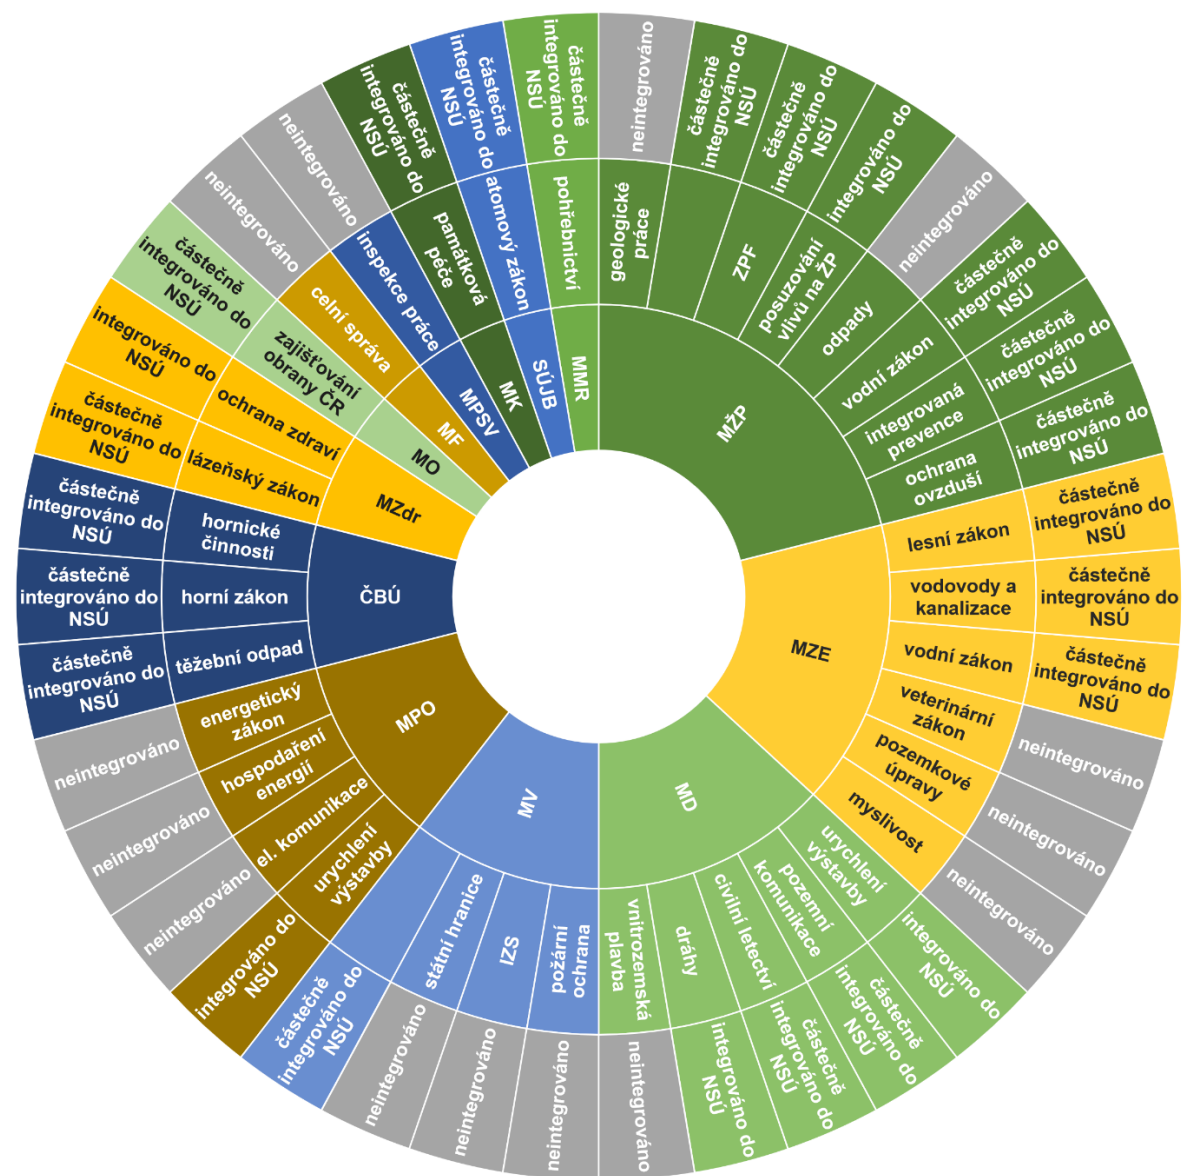 MŽP
geologické
práce
neintegrováno
částečně
integrováno do
NSÚ
ZPF
částečně
integrováno do
NSÚ
posuzování
vlivů na ŽP
integrováno do
NSÚ
odpady
neintegrováno
vodní zákon
částečně
integrováno do
NSÚ
integrovaná
prevence
částečně
integrováno do
NSÚ
ochrana
ovzduší
částečně
integrováno do
NSÚ
MZE
lesní zákon
částečně
integrováno do
NSÚ
vodovody a
kanalizace
částečně
integrováno do
NSÚ
vodní zákon
částečně
integrováno do
NSÚ
veterinární
zákon
neintegrováno
pozemkové
úpravy
neintegrováno
myslivost
neintegrováno
MD
urychlení
výstavby
integrováno do
NSÚ
pozemní
komunikace
částečně
integrováno do
NSÚ
civilní letectví
částečně
integrováno do
NSÚ
dráhy
integrováno do
NSÚ
vnitrozemská
plavba
neintegrováno
MV
požární
ochrana
neintegrováno
IZS
neintegrováno
státní hranice
neintegrováno
částečně
integrováno do
NSÚ
MPO
urychlení
výstavby
integrováno do
NSÚ
el. komunikace
neintegrováno
hospodaření
energií
neintegrováno
energetický
zákon
neintegrováno
ČBÚ
těžební odpad
částečně
integrováno do
NSÚ
horní zákon
částečně
integrováno do
NSÚ
hornické
činnosti
částečně
integrováno do
NSÚ
MZdr
lázeňský zákon
částečně
integrováno do
NSÚ
ochrana zdraví
integrováno do
NSÚ
MO
zajišťování
obrany ČR
částečně
integrováno do
NSÚ
MF
celní správa
neintegrováno
MPSV
inspekce práce
neintegrováno
MK
památková
péče
částečně
integrováno do
NSÚ
SÚJB
atomový zákon
částečně
integrováno do
NSÚ
MMR
pohřebnictví
částečně
integrováno do
NSÚ